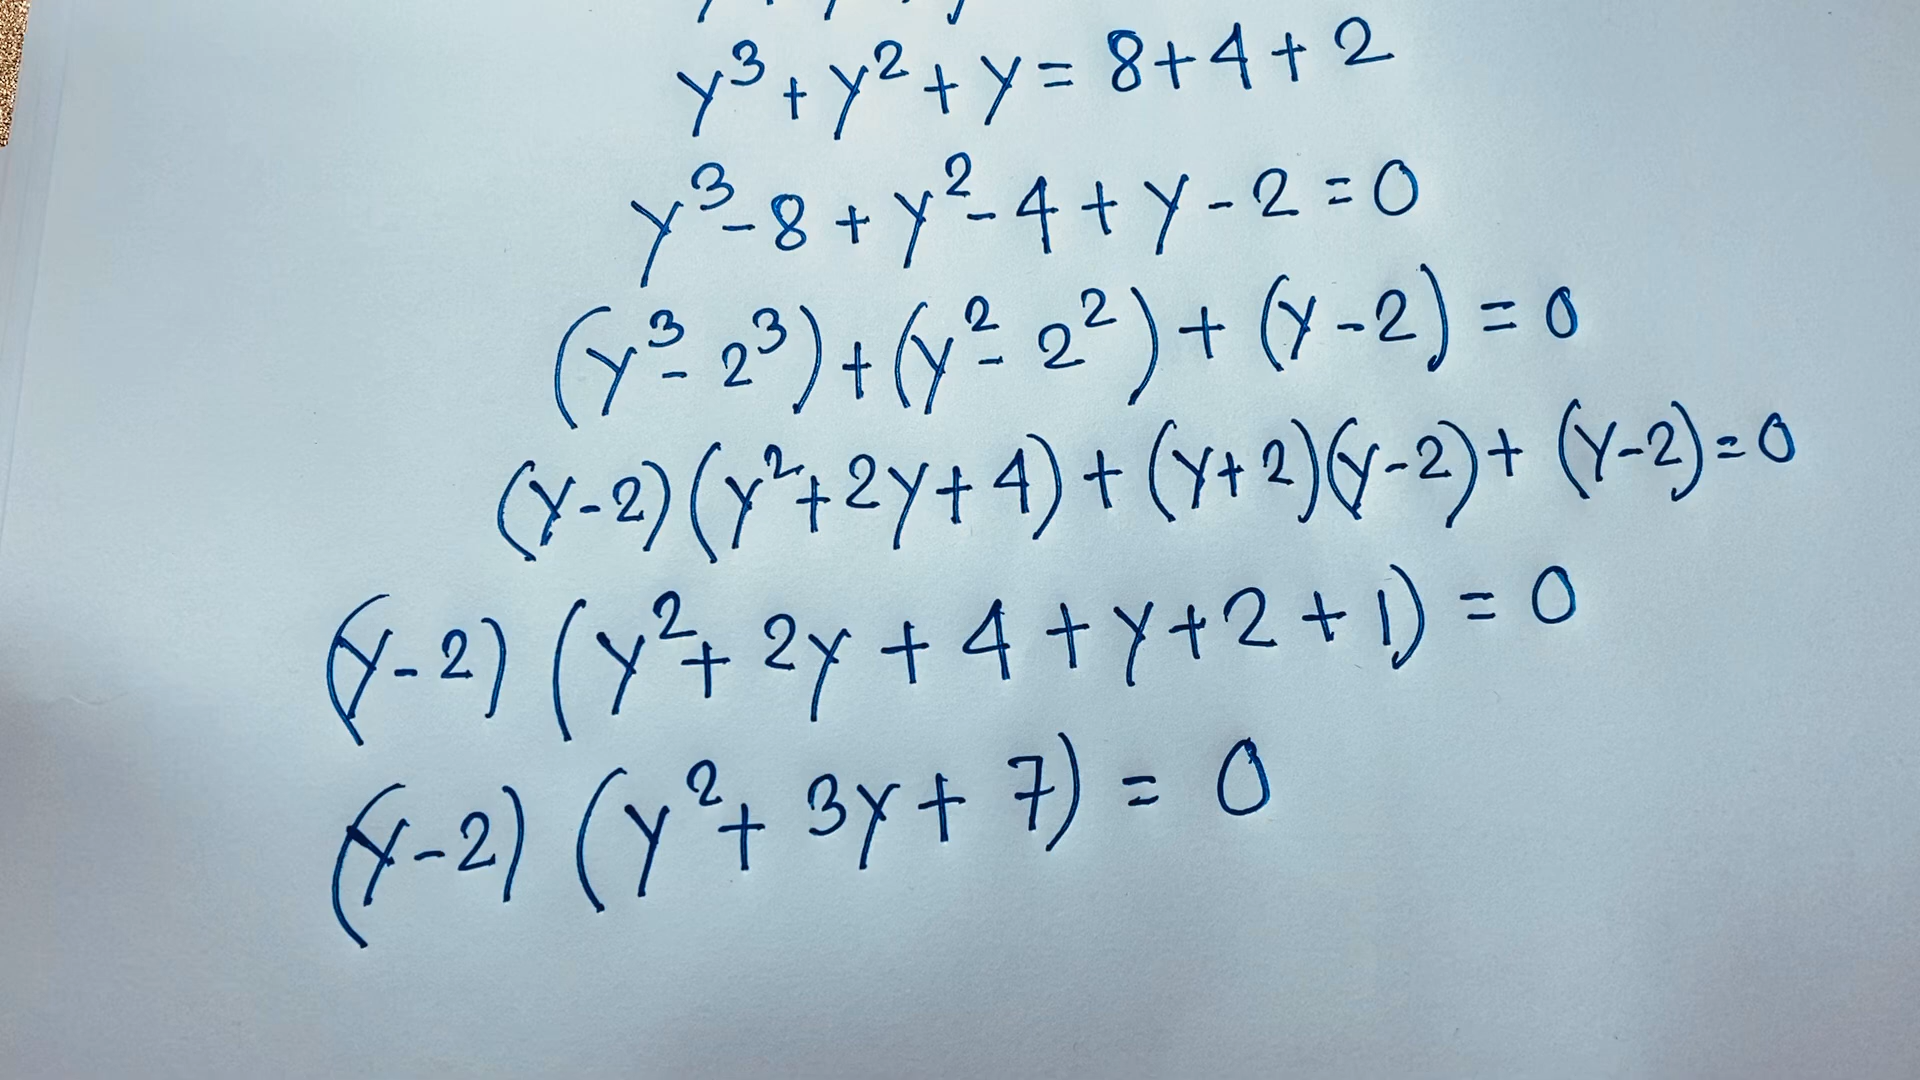 y³ + y² + y = 8 + 4 + 2
y³ - 8 + y² - 4 + y - 2 = 0
(y³ - 2³) + (y² - 2²) + (y - 2) = 0
(y - 2)(y² + 2y + 4) + (y + 2)(y - 2) + (y - 2) = 0
(y - 2)(y² + 2y + 4 + y + 2 + 1) = 0
(y - 2)(y² + 3y + 7) = 0